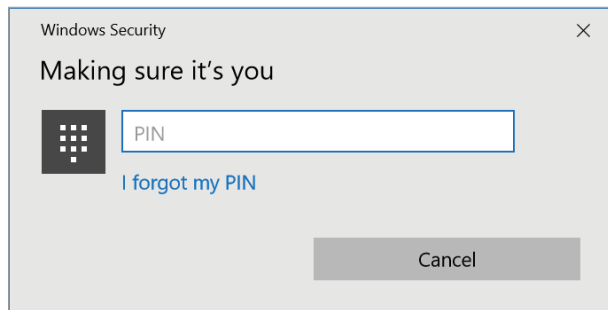 Windows Security
Making sure it's you
PIN
I forgot my PIN
Cancel